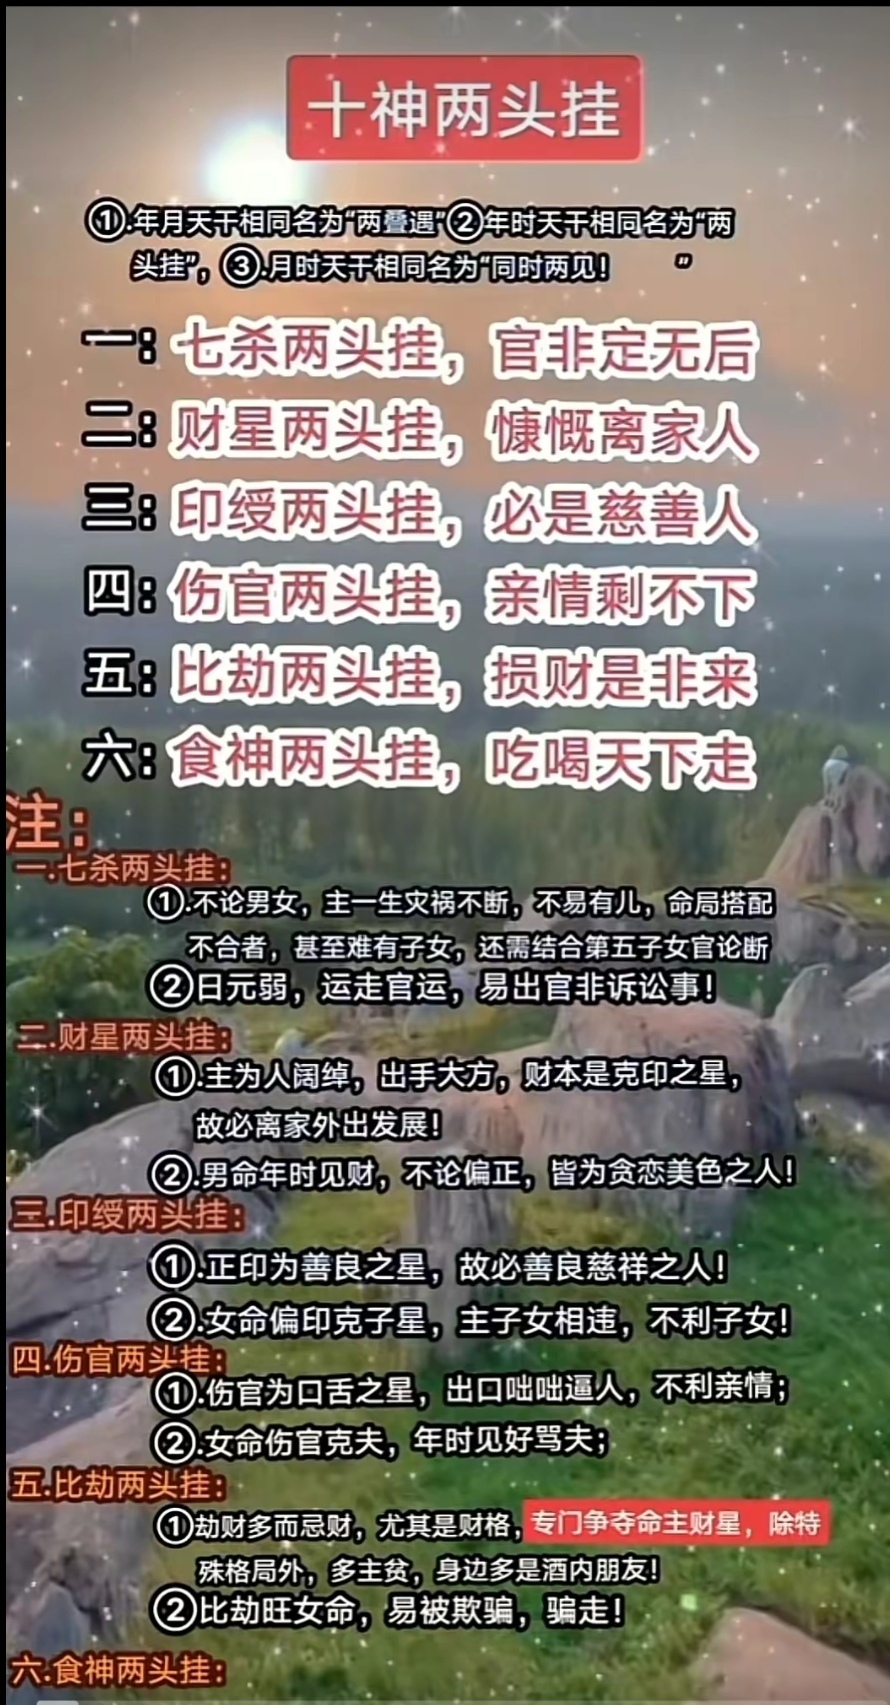 十神两头挂
①.年月天干相同名为“两叠遇”②年时天干相同名为“两
头挂”，③.月时天干相同名为“同时两见！”
一：七杀两头挂，官非定无后
二：财星两头挂，慷慨离家人
三：印绶两头挂，必是慈善人
四：伤官两头挂，亲情剩不下
五：比劫两头挂，损财是非来
六：食神两头挂，吃喝天下走
注：
一.七杀两头挂：
①.不论男女，主一生灾祸不断，不易有儿，命局搭配
不合者，甚至难有子女，还需结合第五子女官论断
②日元弱，运走官运，易出官非诉讼事！
二.财星两头挂：
①.主为人阔绰，出手大方，财本是克印之星，
故必离家外出发展！
②.男命年时见财，不论偏正，皆为贪恋美色之人！
三.印绶两头挂：
①.正印为善良之星，故必善良慈祥之人！
②.女命偏印克子星，主子女相违，不利子女！
四.伤官两头挂：
①.伤官为口舌之星，出口咄咄逼人，不利亲情；
②.女命伤官克夫，年时见好骂夫；
五.比劫两头挂：
①劫财多而忌财，尤其是财格，专门争夺命主财星，除特
殊格局外，多主贫，身边多是酒内朋友！
②比劫旺女命，易被欺骗，骗走！
六.食神两头挂：